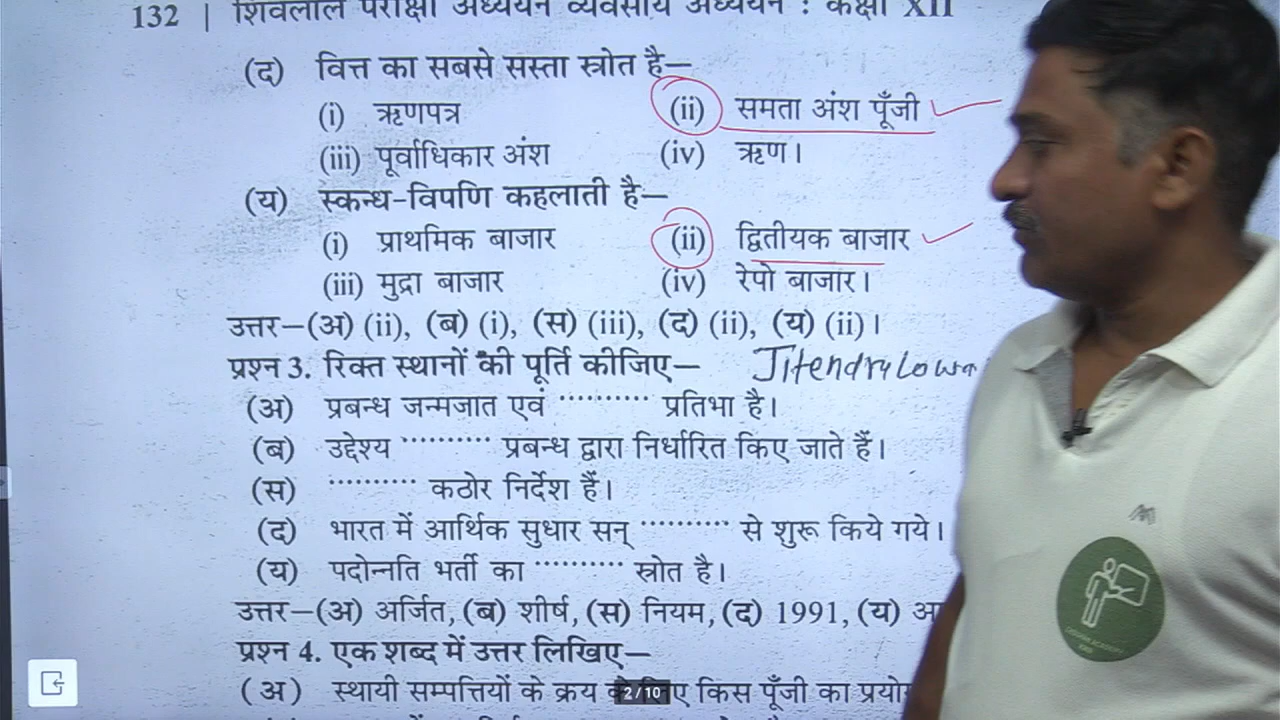 132 | शिवलाल परीक्षा अध्ययन व्यवसाय अध्ययन : कक्षा XII
(द) वित्त का सबसे सस्ता स्त्रोत है—
(i) ऋणपत्र (ii) समता अंश पूँजी
(iii) पूर्वाधिकार अंश (iv) ऋण।
(य) स्कन्ध-विपणि कहलाती है—
(i) प्राथमिक बाजार (ii) द्वितीयक बाजार
(iii) मुद्रा बाजार (iv) रेपो बाजार।
उत्तर—(अ) (ii), (ब) (i), (स) (iii), (द) (ii), (य) (ii)।
प्रश्न 3. रिक्त स्थानों की पूर्ति कीजिए—
(अ) प्रबन्ध जन्मजात एवं ·········· प्रतिभा है।
(ब) उद्देश्य ·········· प्रबन्ध द्वारा निर्धारित किए जाते हैं।
(स) ·········· कठोर निर्देश हैं।
(द) भारत में आर्थिक सुधार सन् ·········· से शुरू किये गये।
(य) पदोन्नति भर्ती का ·········· स्त्रोत है।
उत्तर—(अ) अर्जित, (ब) शीर्ष, (स) नियम, (द) 1991, (य)
प्रश्न 4. एक शब्द में उत्तर लिखिए—
(अ) स्थायी सम्पत्तियों के क्रय के लिए किस पूँजी का
2/10